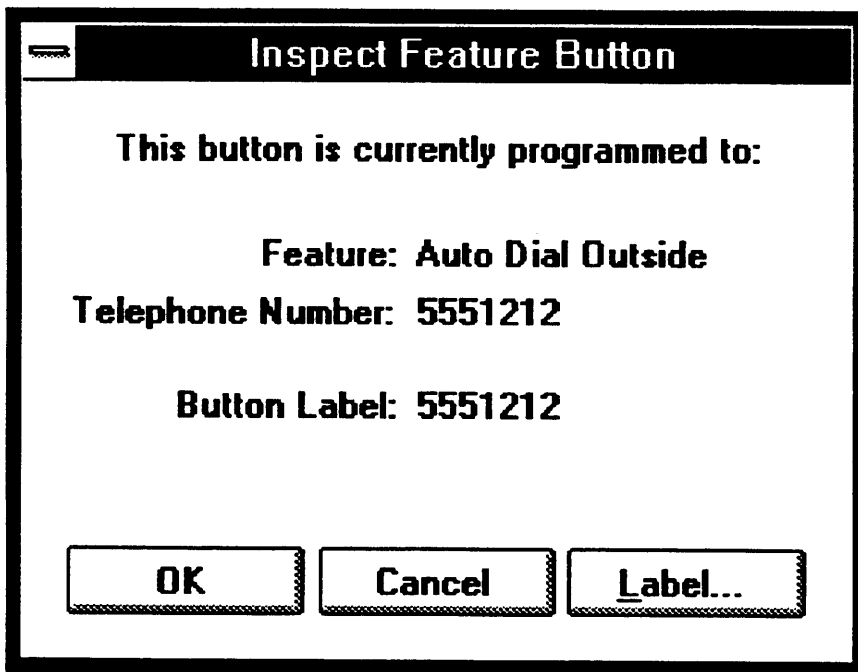 Inspect Feature Button
This button is currently programmed to:
Feature: Auto Dial Outside
Telephone Number: 5551212
Button Label: 5551212
OK Cancel Label...